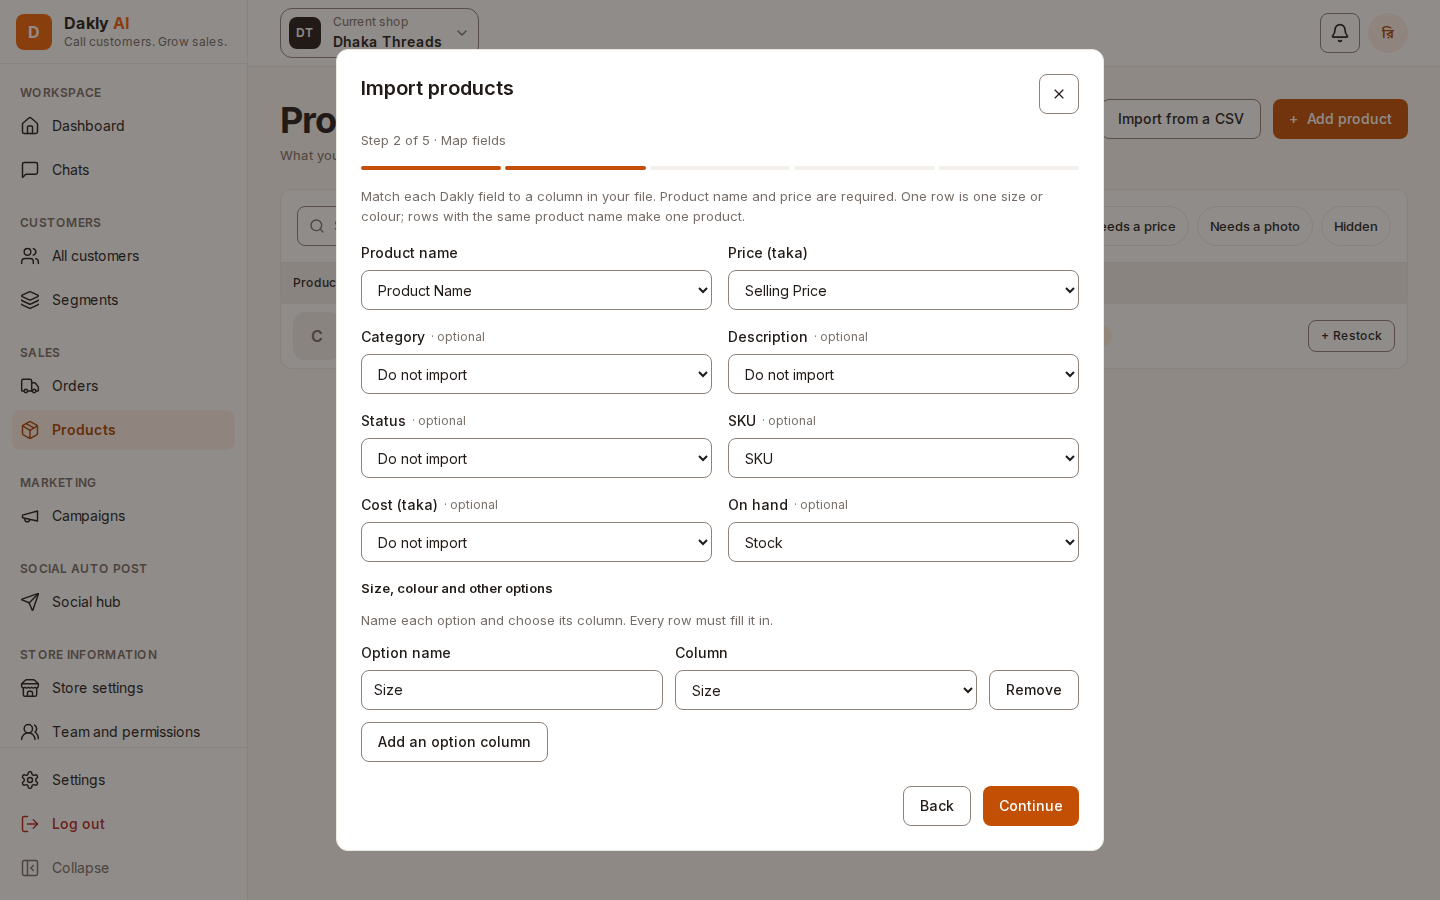 D
Dakly AI
Call customers. Grow sales.
WORKSPACE
Dashboard
Chats
CUSTOMERS
All customers
Segments
SALES
Orders
Products
MARKETING
Campaigns
SOCIAL AUTO POST
Social hub
STORE INFORMATION
Store settings
Team and permissions
Settings
Log out
Collapse
DT
Current shop
Dhaka Threads
রি
Pro
What you
Import from a CSV
+ Add product
eeds a price
Needs a photo
Hidden
Produc
C
+ Restock
Import products
Step 2 of 5 · Map fields
Match each Dakly field to a column in your file. Product name and price are required. One row is one size or
colour; rows with the same product name make one product.
Product name
Price (taka)
Product Name
Selling Price
Category · optional
Description · optional
Do not import
Do not import
Status · optional
SKU · optional
Do not import
SKU
Cost (taka) · optional
On hand · optional
Do not import
Stock
Size, colour and other options
Name each option and choose its column. Every row must fill it in.
Option name
Column
Size
Size
Remove
Add an option column
Back
Continue